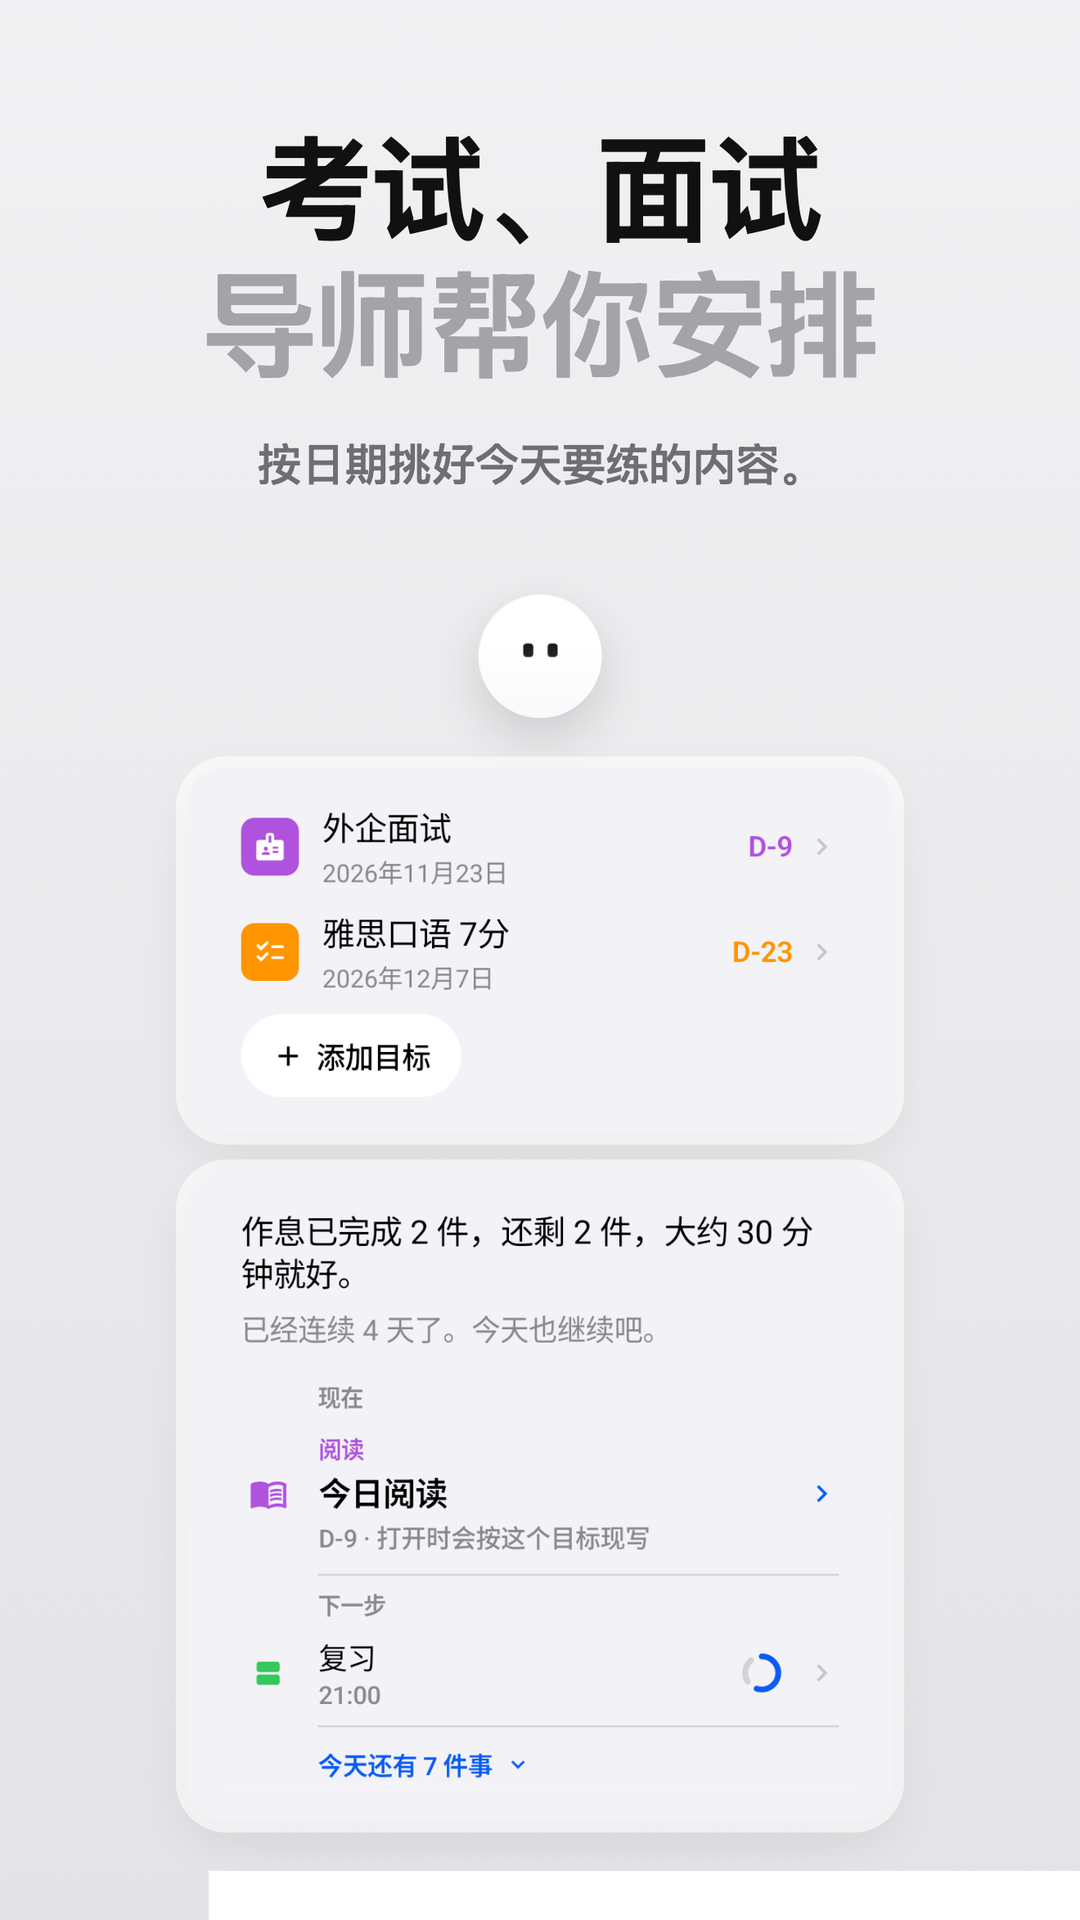 考试、面试
导师帮你安排
按日期挑好今天要练的内容。
外企面试
2026年11月23日
D-9
雅思口语 7分
2026年12月7日
D-23
添加目标
作息已完成 2 件，还剩 2 件，大约 30 分
钟就好。
已经连续 4 天了。今天也继续吧。
现在
阅读
今日阅读
D-9 · 打开时会按这个目标现写
下一步
复习
21:00
今天还有 7 件事